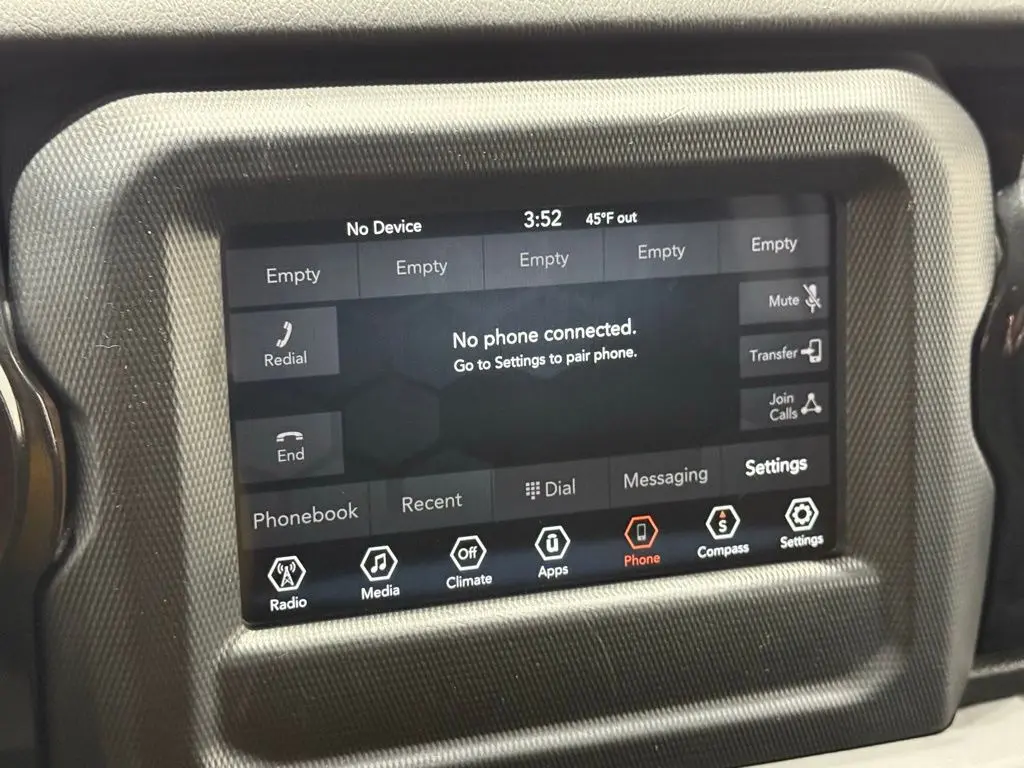 No Device
3:52
45°F out
Empty
Empty
Empty
Empty
Empty
Redial
No phone connected.
Go to Settings to pair phone.
Mute
Transfer
Join
Calls
End
Phonebook
Recent
Dial
Messaging
Settings
Radio
Media
Off
Climate
ū
Apps
Phone
S
Compass
Settings